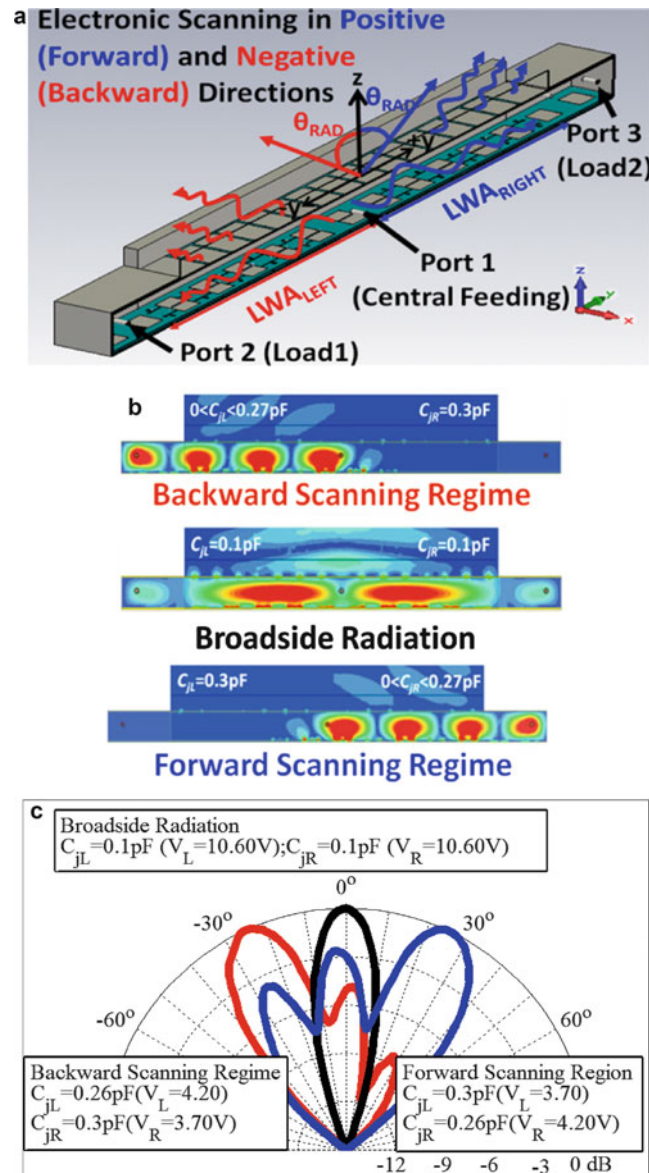 a
Electronic Scanning in Positive
(Forward) and Negative
(Backward) Directions
z
θRAD
θRAD
+y
-y
Port 3
(Load2)
LWARIGHT
Port 1
(Central Feeding)
LWALEFT
Port 2 (Load1)
z
y
x
b
0<CjL<0.27pF
CjR=0.3pF
Backward Scanning Regime
CjL=0.1pF
CjR=0.1pF
Broadside Radiation
CjL=0.3pF
0<CjR<0.27pF
Forward Scanning Regime
c
Broadside Radiation
CjL=0.1pF (VL=10.60V);CjR=0.1pF (VR=10.60V)
0°
-30°
30°
-60°
60°
Backward Scanning Regime
CjL=0.26pF(VL=4.20)
CjR=0.3pF(VR=3.70V)
Forward Scanning Region
CjL=0.3pF(VL=3.70)
CjR=0.26pF(VR=4.20V)
-12 -9 -6 -3 0 dB